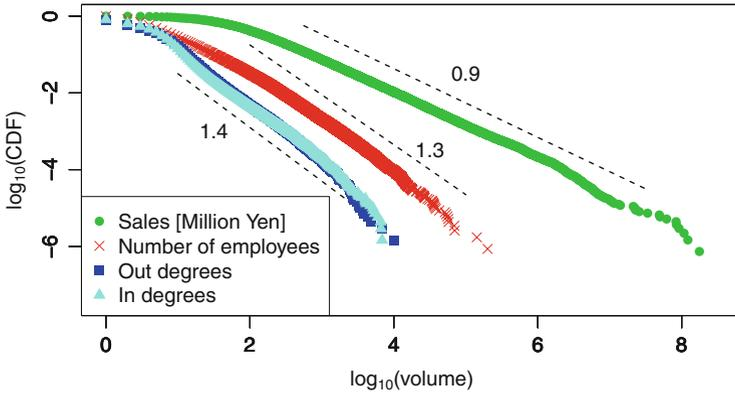 0
−2
−4
−6
log10(CDF)
0.9
1.3
1.4
Sales [Million Yen]
Number of employees
Out degrees
In degrees
0 2 4 6 8
log10(volume)